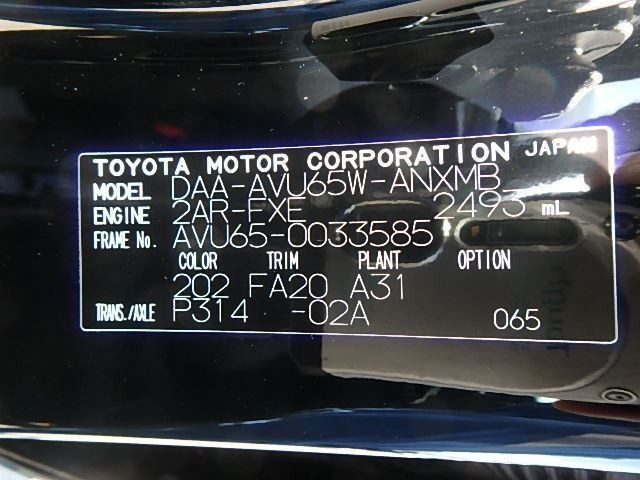 TOYOTA MOTOR CORPORATION JAPAN
MODEL DAA-AVU65W-ANXMB
ENGINE 2AR-FXE 2493 mL
FRAME No. AVU65-0033585
COLOR TRIM PLANT OPTION
202 FA20 A31
TRANS./AXLE P314 -02A 065